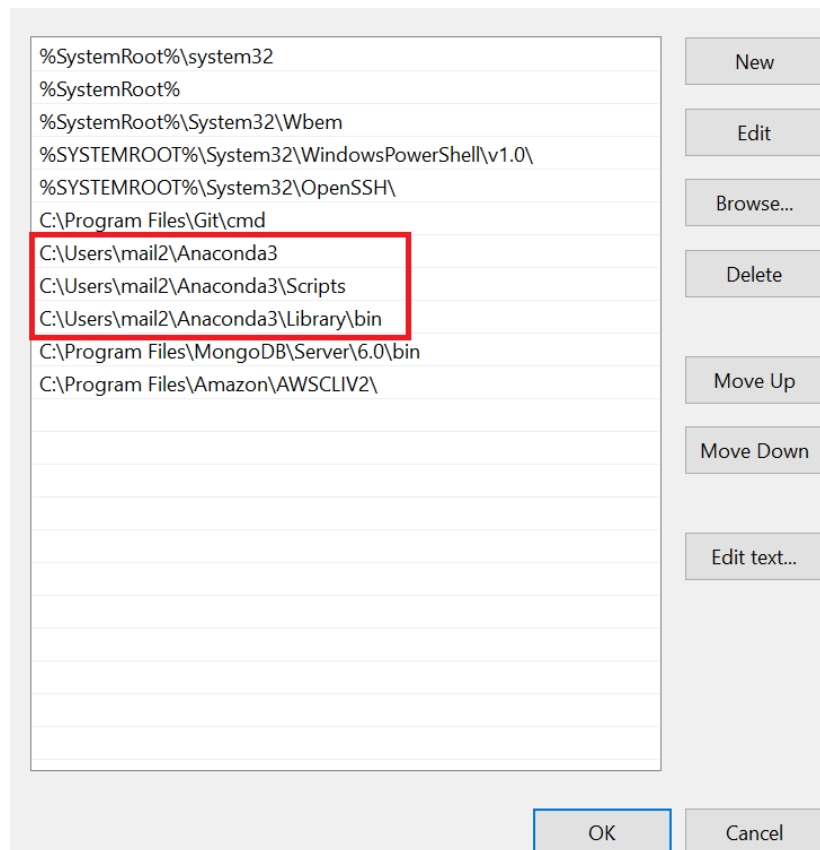 %SystemRoot%\system32
%SystemRoot%
%SystemRoot%\System32\Wbem
%SYSTEMROOT%\System32\WindowsPowerShell\v1.0\
%SYSTEMROOT%\System32\OpenSSH\
C:\Program Files\Git\cmd
C:\Users\mail2\Anaconda3
C:\Users\mail2\Anaconda3\Scripts
C:\Users\mail2\Anaconda3\Library\bin
C:\Program Files\MongoDB\Server\6.0\bin
C:\Program Files\Amazon\AWSCLIV2\
New
Edit
Browse...
Delete
Move Up
Move Down
Edit text...
OK
Cancel